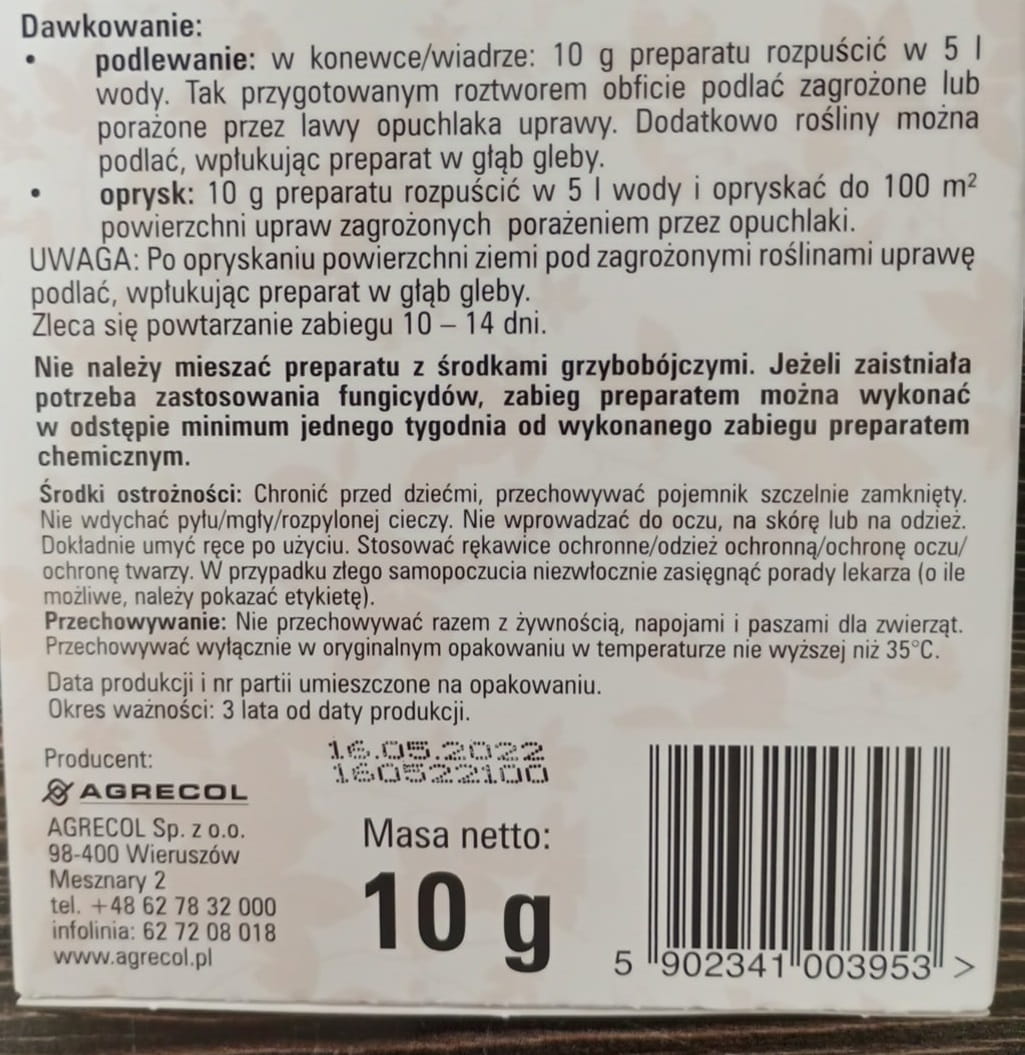 Dawkowanie:
• podlewanie: w konewce/wiadrze: 10 g preparatu rozpuścić w 5 l
wody. Tak przygotowanym roztworem obficie podlać zagrożone lub
porażone przez lawy opuchlaka uprawy. Dodatkowo rośliny można
podlać, wpłukując preparat w głąb gleby.
• oprysk: 10 g preparatu rozpuścić w 5 l wody i opryskać do 100 m²
powierzchni upraw zagrożonych porażeniem przez opuchlaki.
UWAGA: Po opryskaniu powierzchni ziemi pod zagrożonymi roślinami uprawę
podlać, wpłukując preparat w głąb gleby.
Zleca się powtarzanie zabiegu 10 – 14 dni.
Nie należy mieszać preparatu z środkami grzybobójczymi. Jeżeli zaistniała
potrzeba zastosowania fungicydów, zabieg preparatem można wykonać
w odstępie minimum jednego tygodnia od wykonanego zabiegu preparatem
chemicznym.
Środki ostrożności: Chronić przed dziećmi, przechowywać pojemnik szczelnie zamknięty.
Nie wdychać pyłu/mgły/rozpylonej cieczy. Nie wprowadzać do oczu, na skórę lub na odzież.
Dokładnie umyć ręce po użyciu. Stosować rękawice ochronne/odzież ochronną/ochronę oczu/
ochronę twarzy. W przypadku złego samopoczucia niezwłocznie zasięgnąć porady lekarza (o ile
możliwe, należy pokazać etykietę).
Przechowywanie: Nie przechowywać razem z żywnością, napojami i paszami dla zwierząt.
Przechowywać wyłącznie w oryginalnym opakowaniu w temperaturze nie wyższej niż 35°C.
Data produkcji i nr partii umieszczone na opakowaniu.
Okres ważności: 3 lata od daty produkcji.
Producent:
AGRECOL
AGRECOL Sp. z o.o.
98-400 Wieruszów
Mesznary 2
tel. +48 62 78 32 000
infolinia: 62 72 08 018
www.agrecol.pl
16.05.2022
160522100
Masa netto:
10 g
5 902341 003953 >